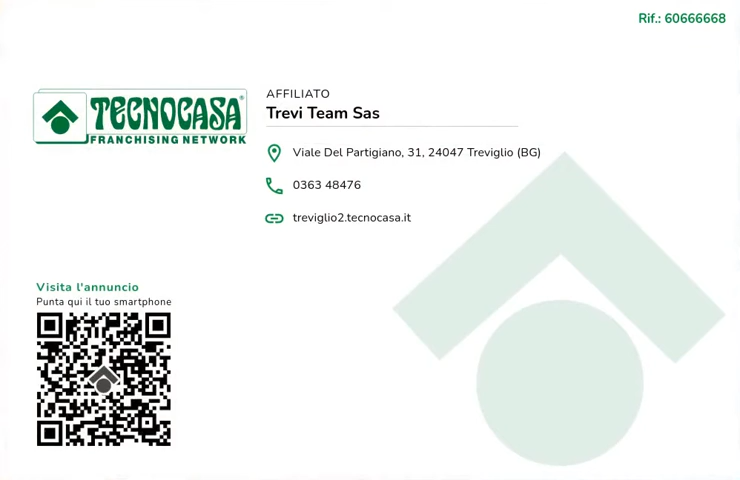 Rif.: 60666668
TECNOCASA®
FRANCHISING NETWORK
AFFILIATO
Trevi Team Sas
Viale Del Partigiano, 31, 24047 Treviglio (BG)
0363 48476
treviglio2.tecnocasa.it
Visita l'annuncio
Punta qui il tuo smartphone